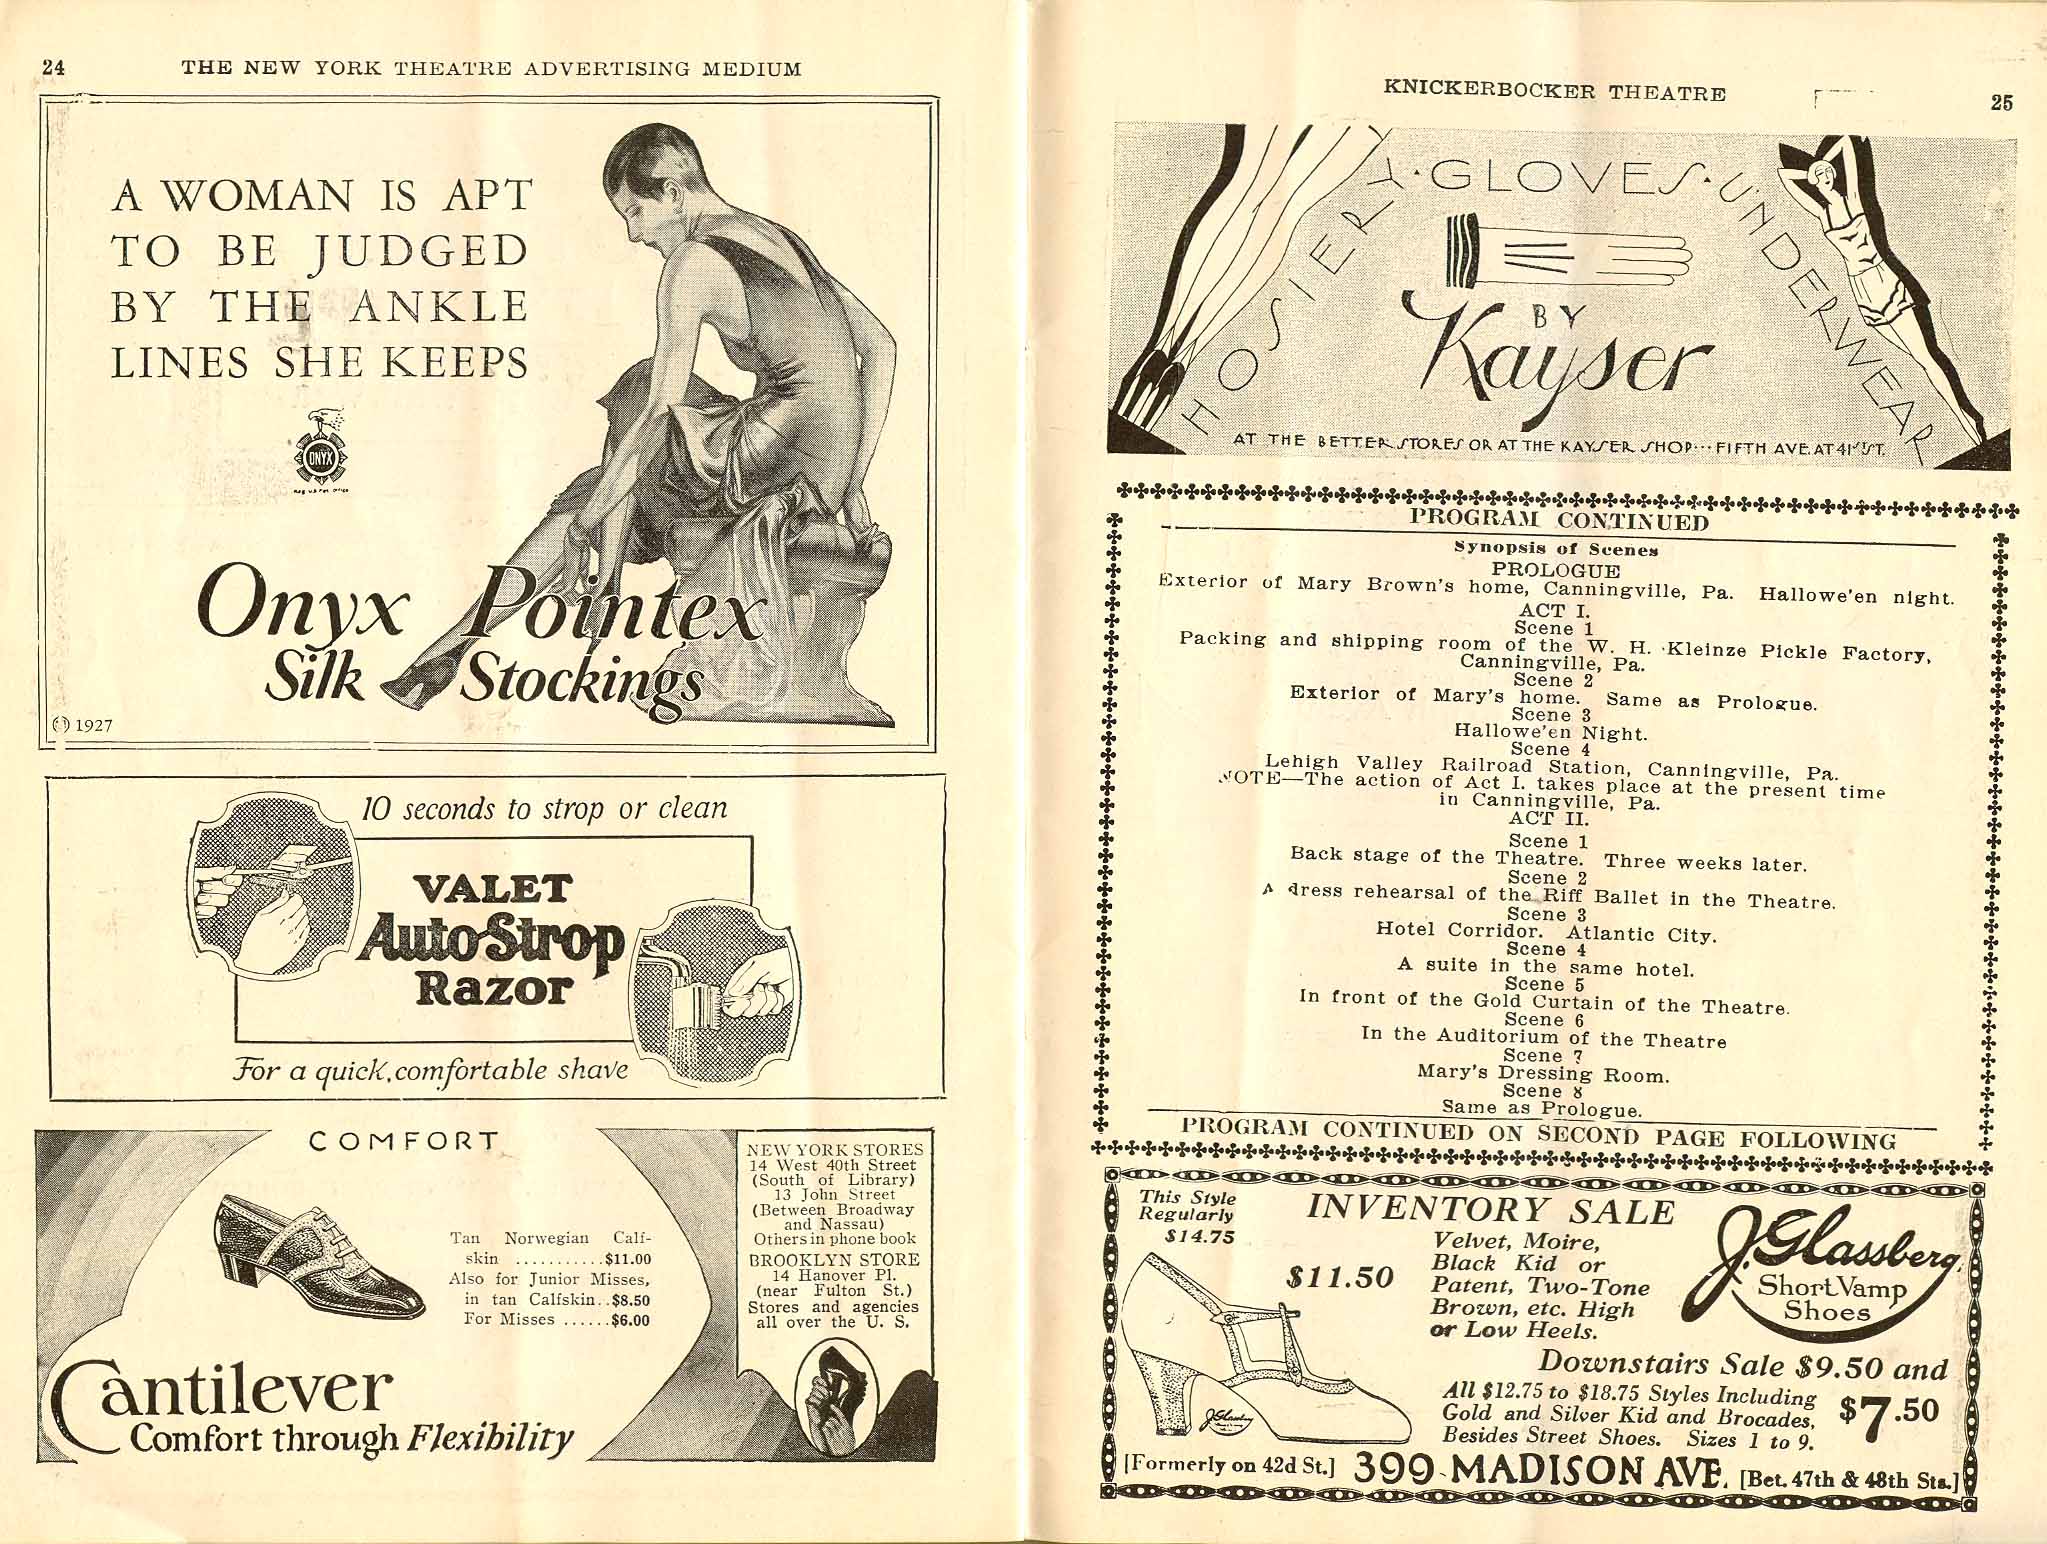 24
THE NEW YORK THEATRE ADVERTISING MEDIUM
A WOMAN IS APT
TO BE JUDGED
BY THE ANKLE
LINES SHE KEEPS
ONYX
Reg. U.S. Pat. Office
Onyx Pointex
Silk Stockings
1927
10 seconds to strop or clean
VALET
AutoStrop
Razor
For a quick, comfortable shave
COMFORT
Tan Norwegian Calf-
skin ...........$11.00
Also for Junior Misses,
in tan Calfskin..$8.50
For Misses ......$6.00
Cantilever
Comfort through Flexibility
NEW YORK STORES
14 West 40th Street
(South of Library)
13 John Street
(Between Broadway
and Nassau)
Others in phone book
BROOKLYN STORE
14 Hanover Pl.
(near Fulton St.)
Stores and agencies
all over the U. S.
KNICKERBOCKER THEATRE
25
HOSIERY · GLOVES · UNDERWEAR
BY
Kayser
AT THE BETTER STORES OR AT THE KAYSER SHOP... FIFTH AVE. AT 41ST ST.
PROGRAM CONTINUED
Synopsis of Scenes
PROLOGUE
Exterior of Mary Brown's home, Canningville, Pa. Hallowe'en night.
ACT I.
Scene 1
Packing and shipping room of the W. H. Kleinze Pickle Factory,
Canningville, Pa.
Scene 2
Exterior of Mary's home. Same as Prologue.
Scene 3
Hallowe'en Night.
Scene 4
Lehigh Valley Railroad Station, Canningville, Pa.
NOTE—The action of Act I. takes place at the present time
in Canningville, Pa.
ACT II.
Scene 1
Back stage of the Theatre. Three weeks later.
Scene 2
A dress rehearsal of the Riff Ballet in the Theatre.
Scene 3
Hotel Corridor. Atlantic City.
Scene 4
A suite in the same hotel.
Scene 5
In front of the Gold Curtain of the Theatre.
Scene 6
In the Auditorium of the Theatre
Scene 7
Mary's Dressing Room.
Scene 8
Same as Prologue.
PROGRAM CONTINUED ON SECOND PAGE FOLLOWING
This Style
Regularly
$14.75
INVENTORY SALE
$11.50
Velvet, Moire,
Black Kid or
Patent, Two-Tone
Brown, etc. High
or Low Heels.
J. Glassberg
Short Vamp
Shoes
Downstairs Sale $9.50 and
All $12.75 to $18.75 Styles Including
Gold and Silver Kid and Brocades,
Besides Street Shoes. Sizes 1 to 9.
$7.50
J. Glassberg
[Formerly on 42d St.] 399 MADISON AVE. [Bet. 47th & 48th Sts.]